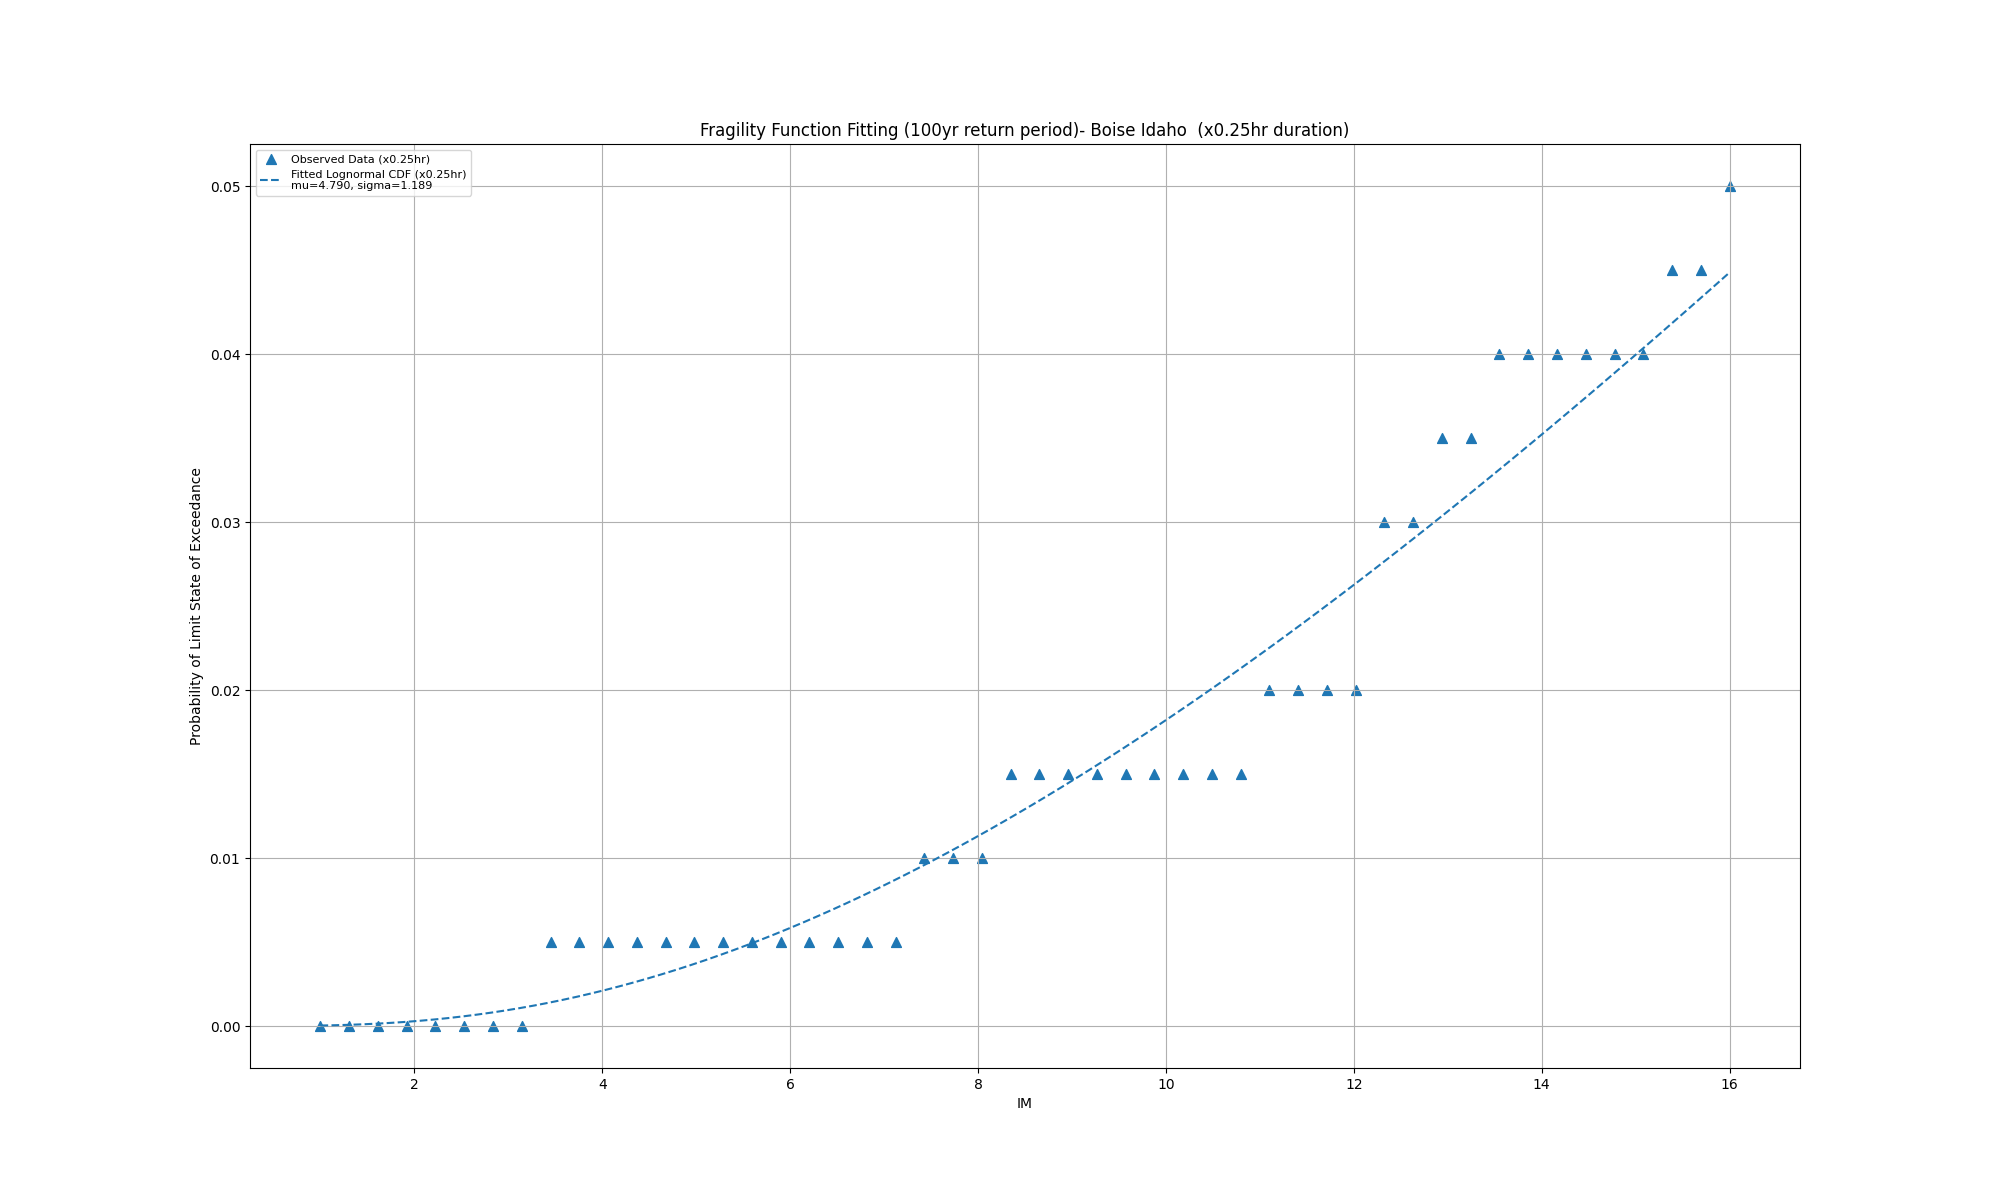 Fragility Function Fitting (100yr return period)- Boise Idaho  (x0.25hr duration)
Observed Data (x0.25hr)
Fitted Lognormal CDF (x0.25hr)
mu=4.790, sigma=1.189
0.05
0.04
0.03
0.02
0.01
0.00
Probability of Limit State of Exceedance
2 4 6 8 10 12 14 16
IM